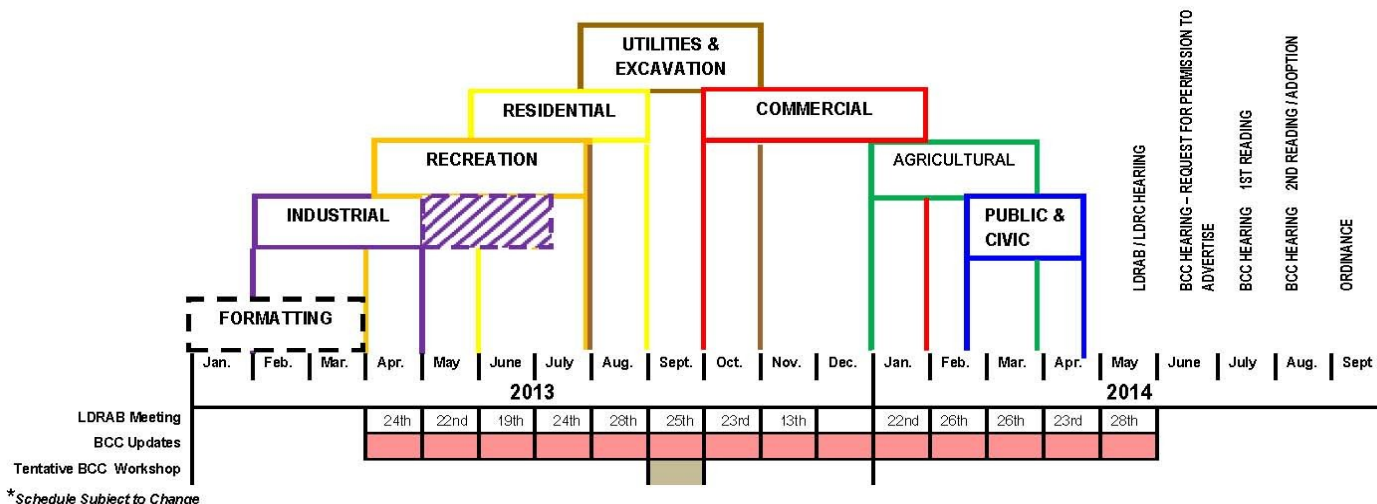 UTILITIES &
EXCAVATION
RESIDENTIAL
COMMERCIAL
RECREATION
AGRICULTURAL
INDUSTRIAL
PUBLIC &
CIVIC
FORMATTING
LDRAB / LDRC HEARING
BCC HEARING – REQUEST FOR PERMISSION TO
ADVERTISE
BCC HEARING 1ST READING
BCC HEARING 2ND READING / ADOPTION
ORDINANCE
Jan. Feb. Mar. Apr. May June July Aug. Sept. Oct. Nov. Dec. Jan. Feb. Mar. Apr. May June July Aug. Sept
2013 2014
LDRAB Meeting 24th 22nd 19th 24th 28th 25th 23rd 13th 22nd 26th 26th 23rd 28th
BCC Updates
Tentative BCC Workshop
*Schedule Subject to Change